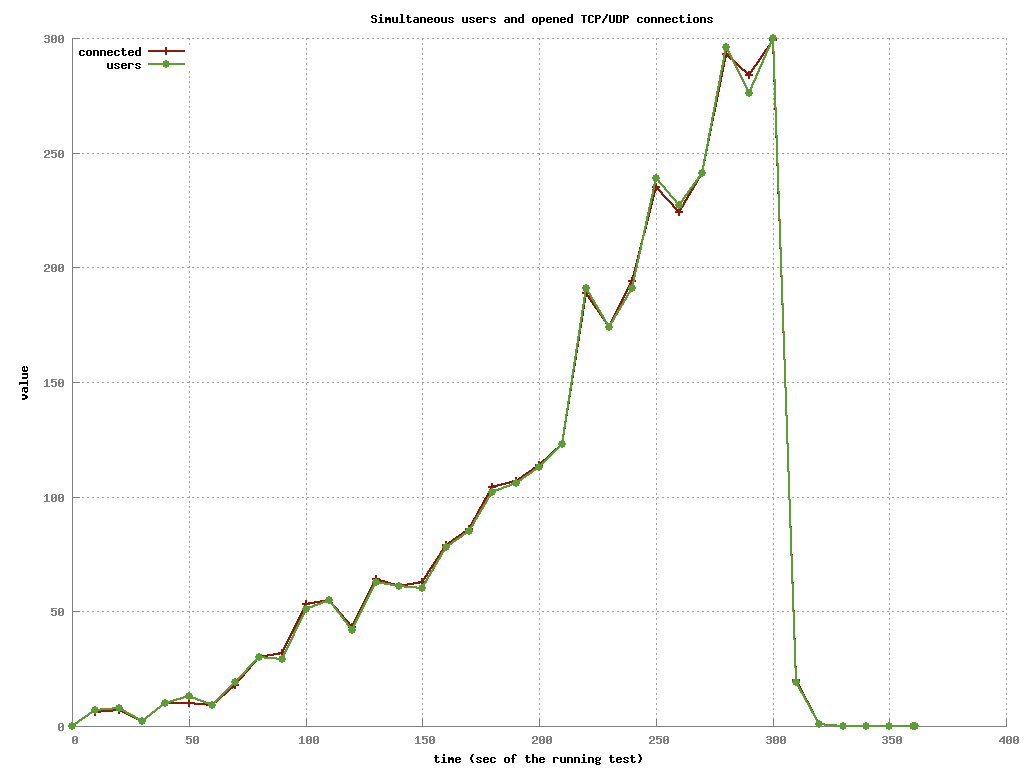 Simultaneous users and opened TCP/UDP connections
connected
users
300
250
200
150
100
50
0
value
0 50 100 150 200 250 300 350 400
time (sec of the running test)